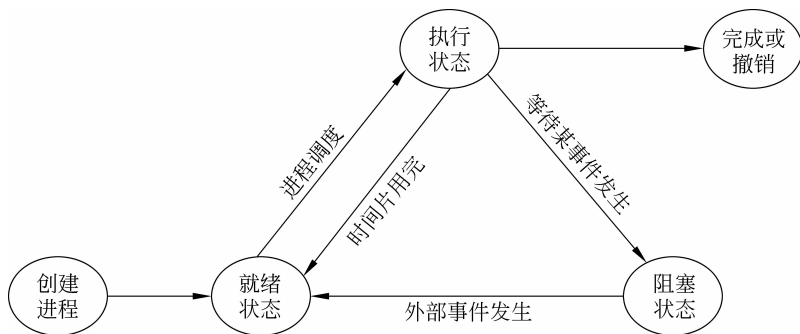 执行
状态
完成或
撤销
进程调度
时间片用完
等待某事件发生
创建
进程
就绪
状态
外部事件发生
阻塞
状态